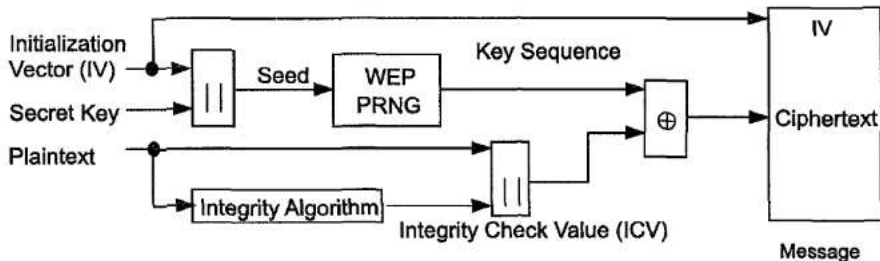 Initialization
Vector (IV)
Secret Key
Plaintext
||
Seed
WEP
PRNG
Key Sequence
Integrity Algorithm
||
Integrity Check Value (ICV)
⊕
IV
Ciphertext
Message